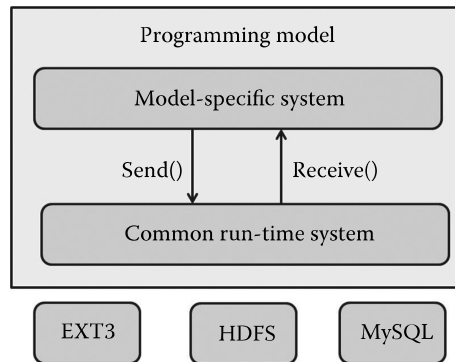 Programming model
Model-specific system
Send()
Receive()
Common run-time system
EXT3
HDFS
MySQL